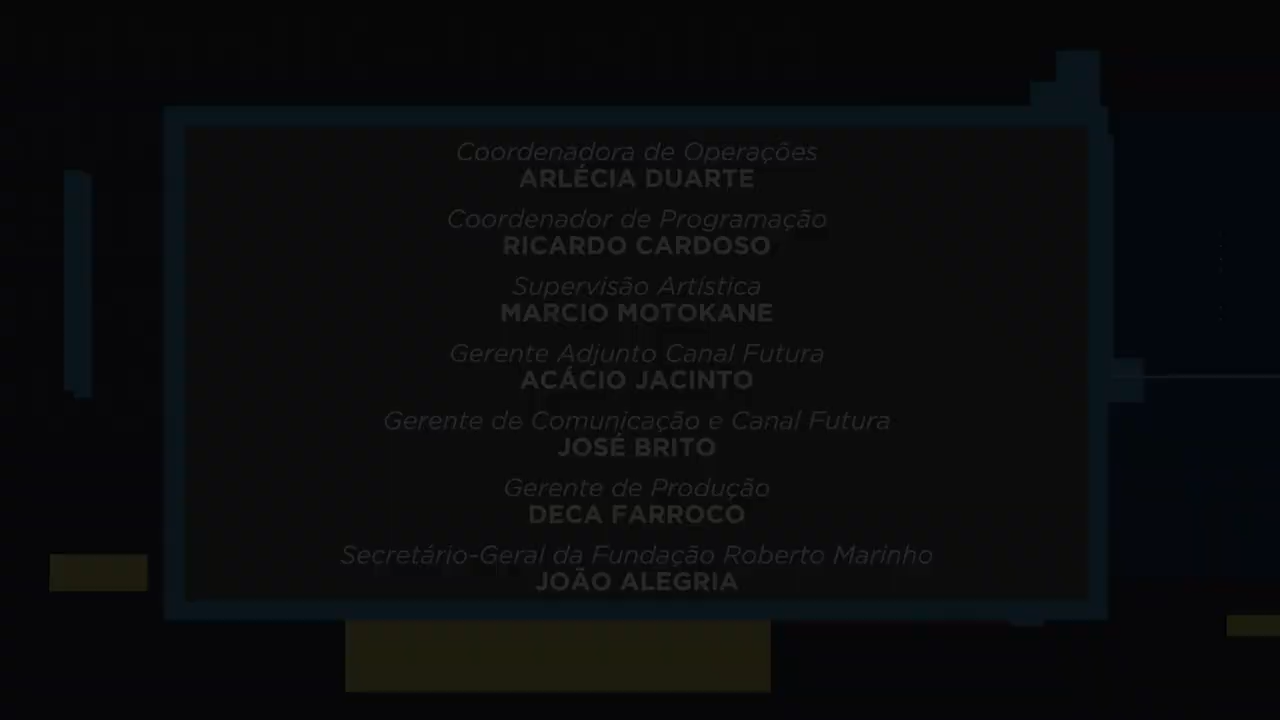 Coordenadora de Operações
ARLÉCIA DUARTE
Coordenador de Programação
RICARDO CARDOSO
Supervisão Artística
MARCIO MOTOKANE
Gerente Adjunto Canal Futura
ACÁCIO JACINTO
Gerente de Comunicação e Canal Futura
JOSÉ BRITO
Gerente de Produção
DECA FARROCO
Secretário-Geral da Fundação Roberto Marinho
JOÃO ALEGRIA